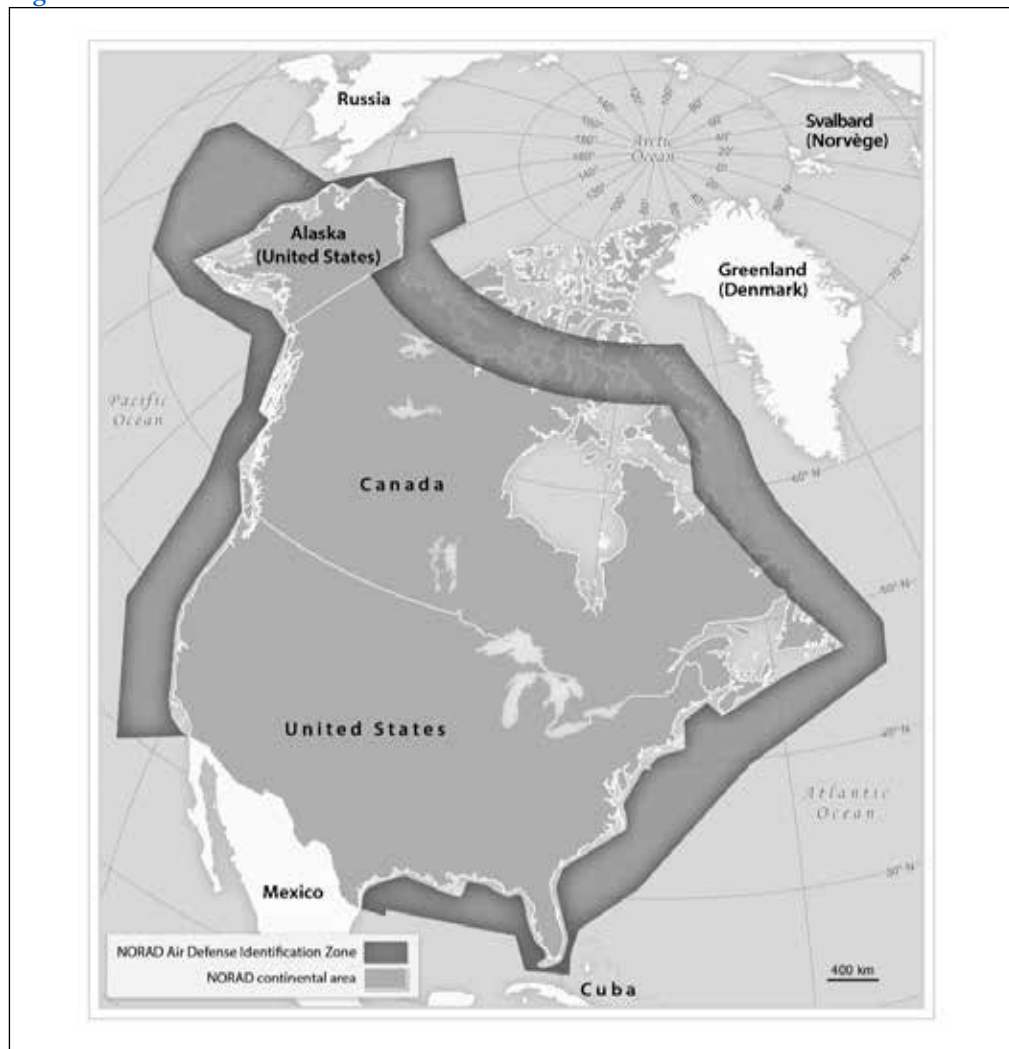 Russia
Svalbard
(Norvège)
Arctic
Ocean
Alaska
(United States)
Greenland
(Denmark)
Pacific
Ocean
Canada
60° N
50° N
United States
40° N
Atlantic
Ocean
30° N
Mexico
NORAD Air Defense Identification Zone
NORAD continental area
400 km
Cuba
70° N